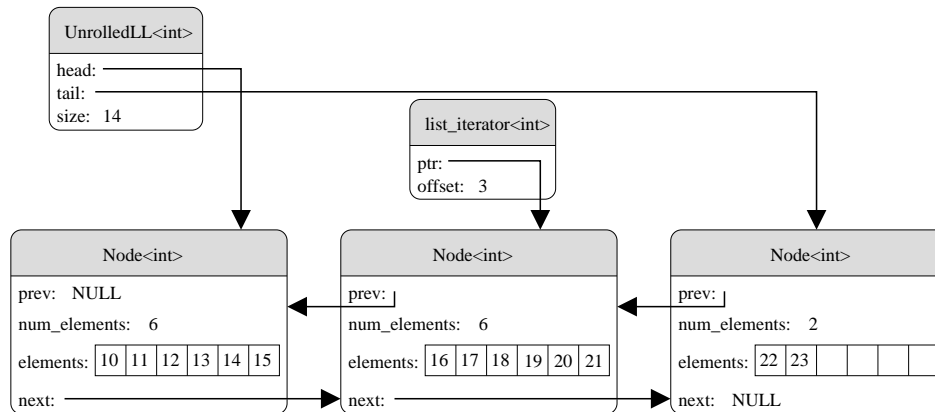 UnrolledLL<int>
head:
tail:
size: 14
list_iterator<int>
ptr:
offset: 3
Node<int>
prev: NULL
num_elements: 6
elements: 10 11 12 13 14 15
next:
Node<int>
prev:
num_elements: 6
elements: 16 17 18 19 20 21
next:
Node<int>
prev:
num_elements: 2
elements: 22 23
next: NULL